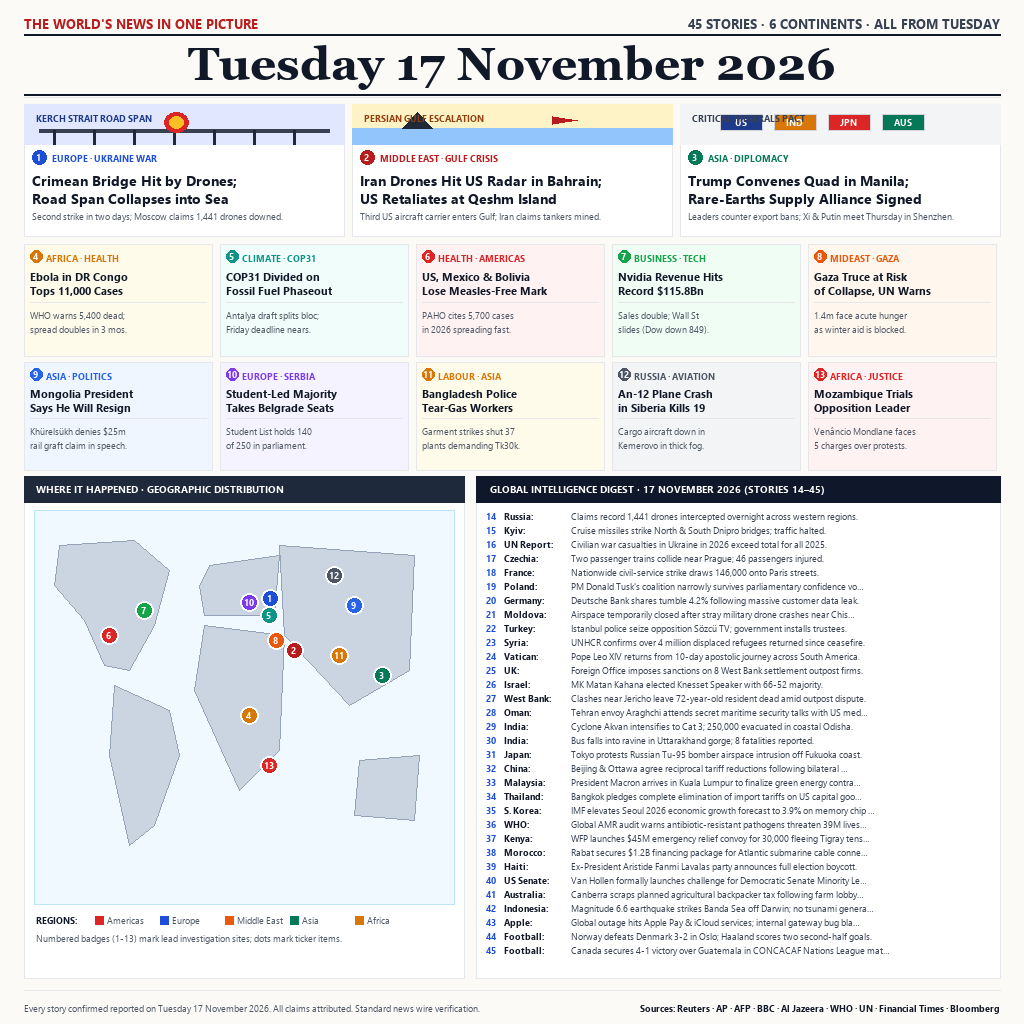 THE WORLD'S NEWS IN ONE PICTURE
45 STORIES · 6 CONTINENTS · ALL FROM TUESDAY
Tuesday 17 November 2026
KERCH STRAIT ROAD SPAN
1 EUROPE · UKRAINE WAR
Crimean Bridge Hit by Drones;
Road Span Collapses into Sea
Second strike in two days; Moscow claims 1,441 drones downed.
PERSIAN GULF ESCALATION
2 MIDDLE EAST · GULF CRISIS
Iran Drones Hit US Radar in Bahrain;
US Retaliates at Qeshm Island
Third US aircraft carrier enters Gulf; Iran claims tankers mined.
PACT
US IND JPN AUS
3 ASIA · DIPLOMACY
Trump Convenes Quad in Manila;
Rare-Earths Supply Alliance Signed
Leaders counter export bans; Xi & Putin meet Thursday in Shenzhen.
4 AFRICA · HEALTH
Ebola in DR Congo
Tops 11,000 Cases
WHO warns 5,400 dead;
spread doubles in 3 mos.
5 CLIMATE · COP31
COP31 Divided on
Fossil Fuel Phaseout
Antalya draft splits bloc;
Friday deadline nears.
6 HEALTH · AMERICAS
US, Mexico & Bolivia
Lose Measles-Free Mark
PAHO cites 5,700 cases
in 2026 spreading fast.
7 BUSINESS · TECH
Nvidia Revenue Hits
Record $115.8Bn
Sales double; Wall St
slides (Dow down 849).
8 MIDEAST · GAZA
Gaza Truce at Risk
of Collapse, UN Warns
1.4m face acute hunger
as winter aid is blocked.
9 ASIA · POLITICS
Mongolia President
Says He Will Resign
Khürelsükh denies $25m
rail graft claim in speech.
10 EUROPE · SERBIA
Student-Led Majority
Takes Belgrade Seats
Student List holds 140
of 250 in parliament.
11 LABOUR · ASIA
Bangladesh Police
Tear-Gas Workers
Garment strikes shut 37
plants demanding Tk30k.
12 RUSSIA · AVIATION
An-12 Plane Crash
in Siberia Kills 19
Cargo aircraft down in
Kemerovo in thick fog.
13 AFRICA · JUSTICE
Mozambique Trials
Opposition Leader
Venâncio Mondlane faces
5 charges over protests.
WHERE IT HAPPENED · GEOGRAPHIC DISTRIBUTION
12
10 1 9
7 5
6 8
2 11
3
4
13
REGIONS: Americas Europe Middle East Asia Africa
Numbered badges (1-13) mark lead investigation sites; dots mark ticker items.
GLOBAL INTELLIGENCE DIGEST · 17 NOVEMBER 2026 (STORIES 14–45)
14 Russia: Claims record 1,441 drones intercepted overnight across western regions.
15 Kyiv: Cruise missiles strike North & South Dnipro bridges; traffic halted.
16 UN Report: Civilian war casualties in Ukraine in 2026 exceed total for all 2025.
17 Czechia: Two passenger trains collide near Prague; 46 passengers injured.
18 France: Nationwide civil-service strike draws 146,000 onto Paris streets.
19 Poland: PM Donald Tusk's coalition narrowly survives parliamentary confidence vo...
20 Germany: Deutsche Bank shares tumble 4.2% following massive customer data leak.
21 Moldova: Airspace temporarily closed after stray military drone crashes near Chis...
22 Turkey: Istanbul police seize opposition Sözcü TV; government installs trustees.
23 Syria: UNHCR confirms over 4 million displaced refugees returned since ceasefire.
24 Vatican: Pope Leo XIV returns from 10-day apostolic journey across South America.
25 UK: Foreign Office imposes sanctions on 8 West Bank settlement outpost firms.
26 Israel: MK Matan Kahana elected Knesset Speaker with 66-52 majority.
27 West Bank: Clashes near Jericho leave 72-year-old resident dead amid outpost dispute.
28 Oman: Tehran envoy Araghchi attends secret maritime security talks with US med...
29 India: Cyclone Akvan intensifies to Cat 3; 250,000 evacuated in coastal Odisha.
30 India: Bus falls into ravine in Uttarakhand gorge; 8 fatalities reported.
31 Japan: Tokyo protests Russian Tu-95 bomber airspace intrusion off Fukuoka coast.
32 China: Beijing & Ottawa agree reciprocal tariff reductions following bilateral ...
33 Malaysia: President Macron arrives in Kuala Lumpur to finalize green energy contra...
34 Thailand: Bangkok pledges complete elimination of import tariffs on US capital goo...
35 S. Korea: IMF elevates Seoul 2026 economic growth forecast to 3.9% on memory chip ...
36 WHO: Global AMR audit warns antibiotic-resistant pathogens threaten 39M lives...
37 Kenya: WFP launches $45M emergency relief convoy for 30,000 fleeing Tigray tens...
38 Morocco: Rabat secures $1.2B financing package for Atlantic submarine cable conne...
39 Haiti: Ex-President Aristide Fanmi Lavalas party announces full election boycott.
40 US Senate: Van Hollen formally launches challenge for Democratic Senate Minority Le...
41 Australia: Canberra scraps planned agricultural backpacker tax following farm lobby...
42 Indonesia: Magnitude 6.6 earthquake strikes Banda Sea off Darwin; no tsunami genera...
43 Apple: Global outage hits Apple Pay & iCloud services; internal gateway bug bla...
44 Football: Norway defeats Denmark 3-2 in Oslo; Haaland scores two second-half goals.
45 Football: Canada secures 4-1 victory over Guatemala in CONCACAF Nations League mat...
Every story confirmed reported on Tuesday 17 November 2026. All claims attributed. Standard news wire verification.
Sources: Reuters · AP · AFP · BBC · Al Jazeera · WHO · UN · Financial Times · Bloomberg